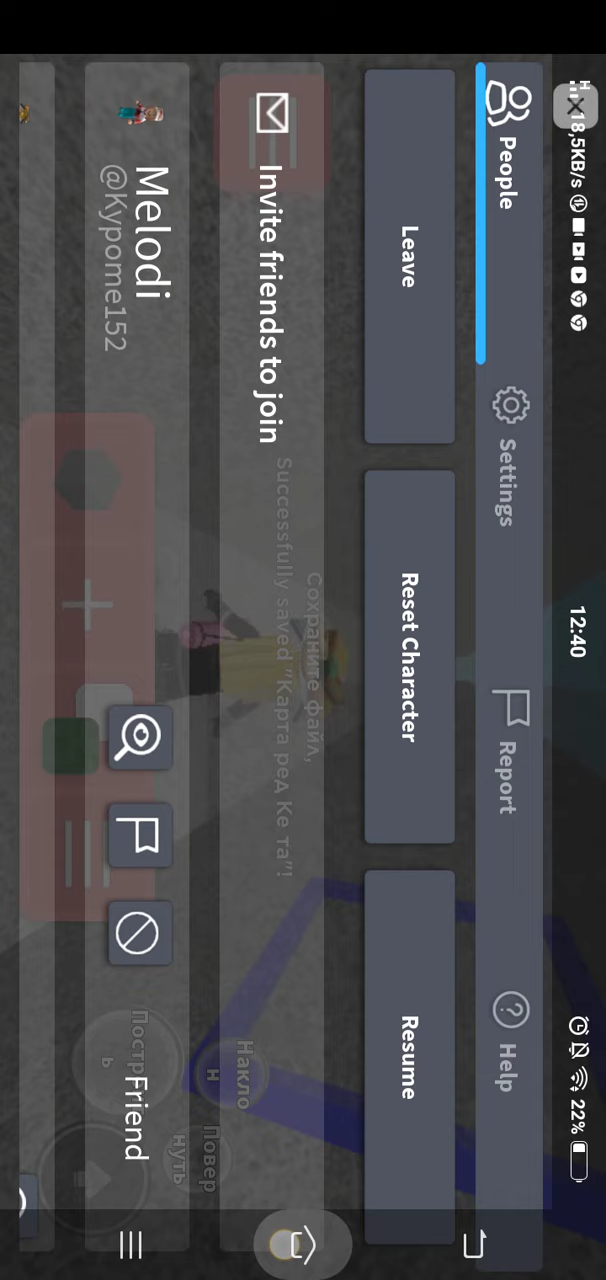 18,5KB/s
12:40
22%
People
Settings
Report
Help
Leave
Reset Character
Resume
Сохраните файл,
Successfully saved "Карта ред Ке та"!
Invite friends to join
Накло
н
Повер
нуть
Melodi
@Kypome152
Friend
Постр
ь